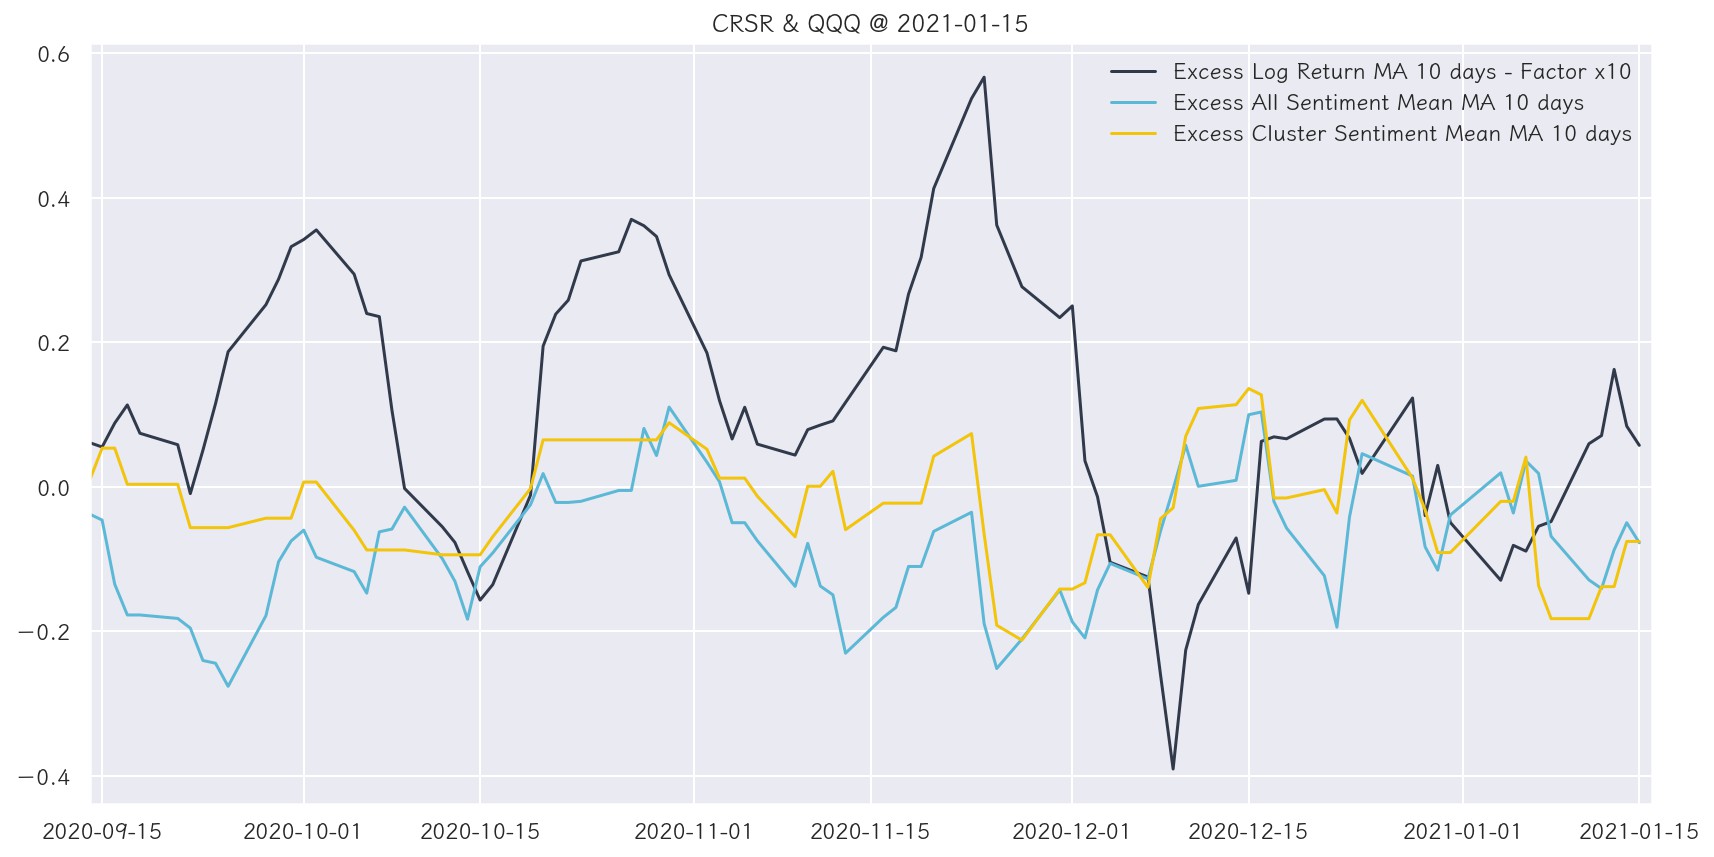 CRSR & QQQ @ 2021-01-15
Excess Log Return MA 10 days - Factor x10
Excess All Sentiment Mean MA 10 days
Excess Cluster Sentiment Mean MA 10 days
0.6
0.4
0.2
0.0
−0.2
−0.4
2020-09-15 2020-10-01 2020-10-15 2020-11-01 2020-11-15 2020-12-01 2020-12-15 2021-01-01 2021-01-15